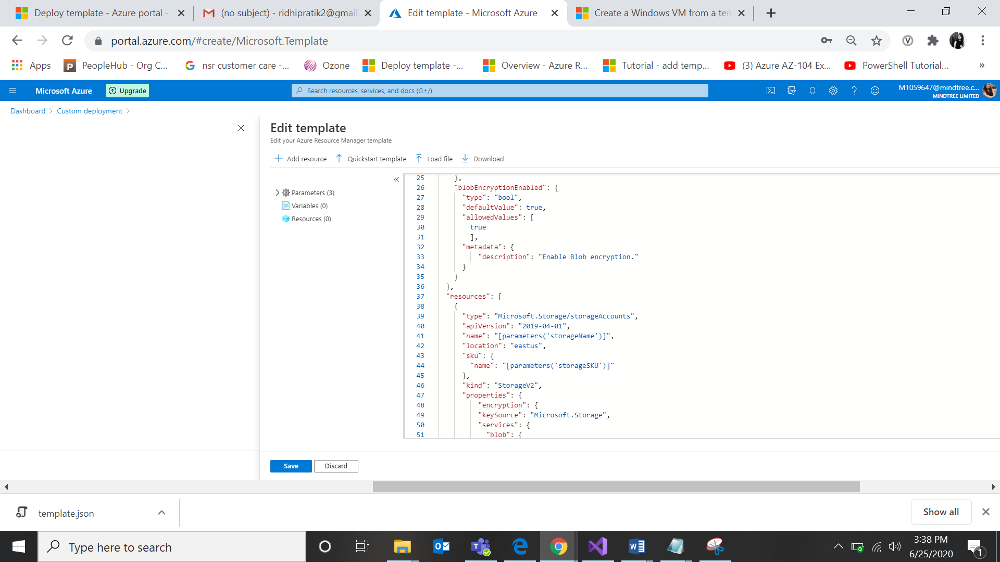 Deploy template - Azure portal -
(no subject) - ridhipratik2@gmail
Edit template - Microsoft Azure
Create a Windows VM from a ten
portal.azure.com/#create/Microsoft.Template
Apps
PeopleHub - Org C...
nsr customer care -...
Ozone
Deploy template -...
Overview - Azure R...
Tutorial - add temp...
(3) Azure AZ-104 Ex...
PowerShell Tutorial...
»
Microsoft Azure
Upgrade
Search resources, services, and docs (G+/)
M1059647@mindtree.c...
MINDTREE LIMITED
Dashboard > Custom deployment >
Edit template
Edit your Azure Resource Manager template
Add resource
Quickstart template
Load file
Download
«
Parameters (3)
Variables (0)
Resources (0)
25 },
26 "blobEncryptionEnabled": {
27 "type": "bool",
28 "defaultValue": true,
29 "allowedValues": [
30 true
31 ],
32 "metadata": {
33 "description": "Enable Blob encryption."
34 }
35 }
36 },
37 "resources": [
38 {
39 "type": "Microsoft.Storage/storageAccounts",
40 "apiVersion": "2019-04-01",
41 "name": "[parameters('storageName')]",
42 "location": "eastus",
43 "sku": {
44 "name": "[parameters('storageSKU')]"
45 },
46 "kind": "StorageV2",
47 "properties": {
48 "encryption": {
49 "keySource": "Microsoft.Storage",
50 "services": {
51 "blob": {
Save
Discard
template.json
Show all
Type here to search
3:38 PM
6/25/2020
1